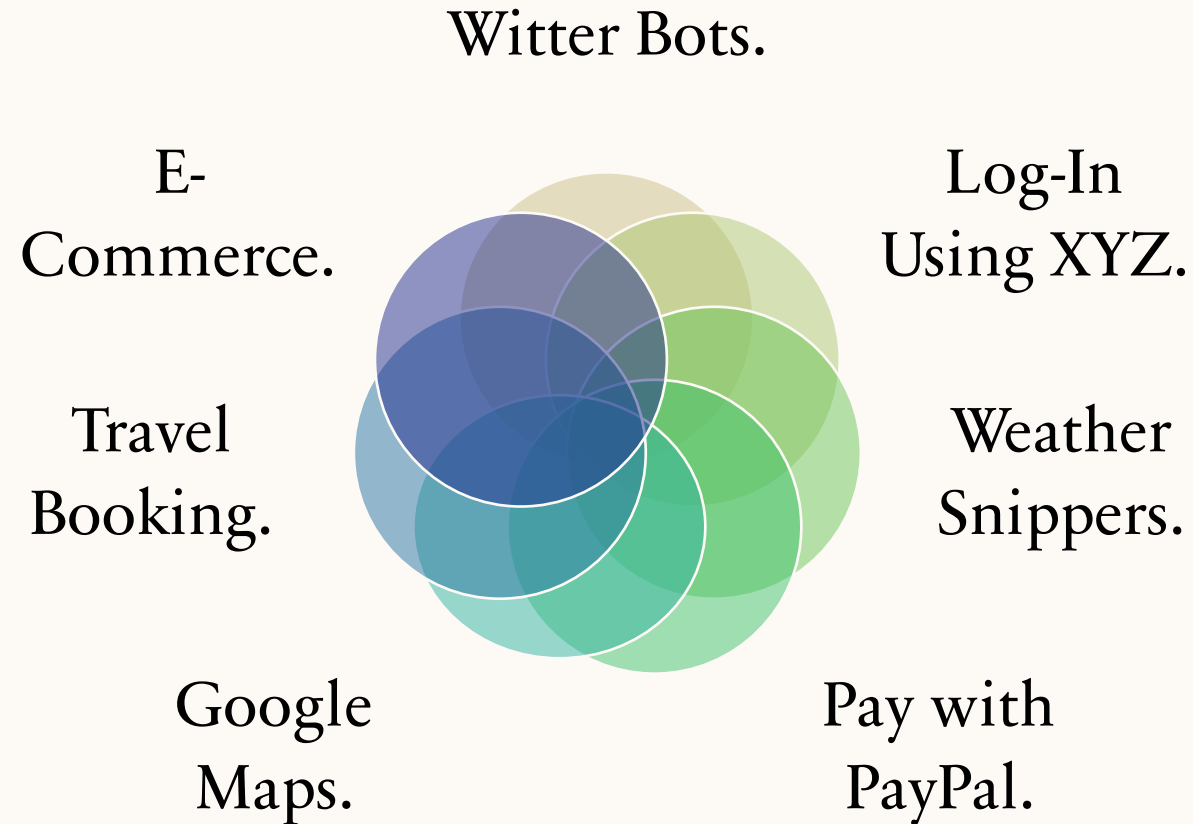 Witter Bots.
E-
Commerce.
Log-In
Using XYZ.
Travel
Booking.
Weather
Snippers.
Google
Maps.
Pay with
PayPal.